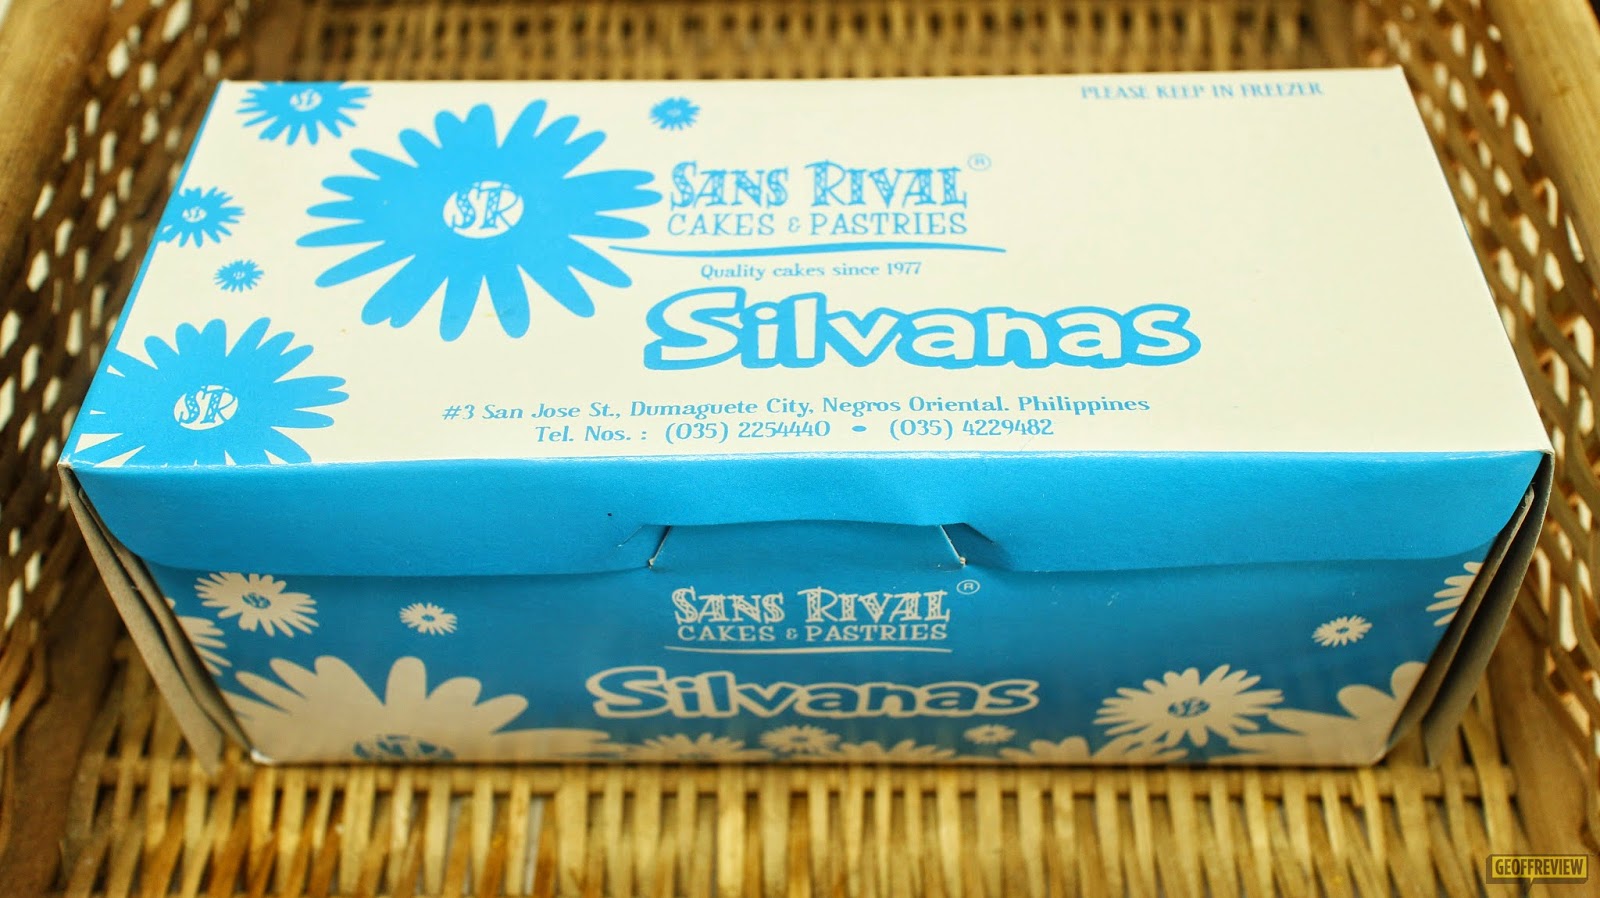 PLEASE KEEP IN FREEZER
SR
SR
SANS RIVAL ®
CAKES & PASTRIES
Quality cakes since 1977
Silvanas
SR
#3 San Jose St., Dumaguete City, Negros Oriental. Philippines
Tel. Nos. : (035) 2254440 • (035) 4229482
SANS RIVAL ®
CAKES & PASTRIES
Silvanas
GEOFFREVIEW